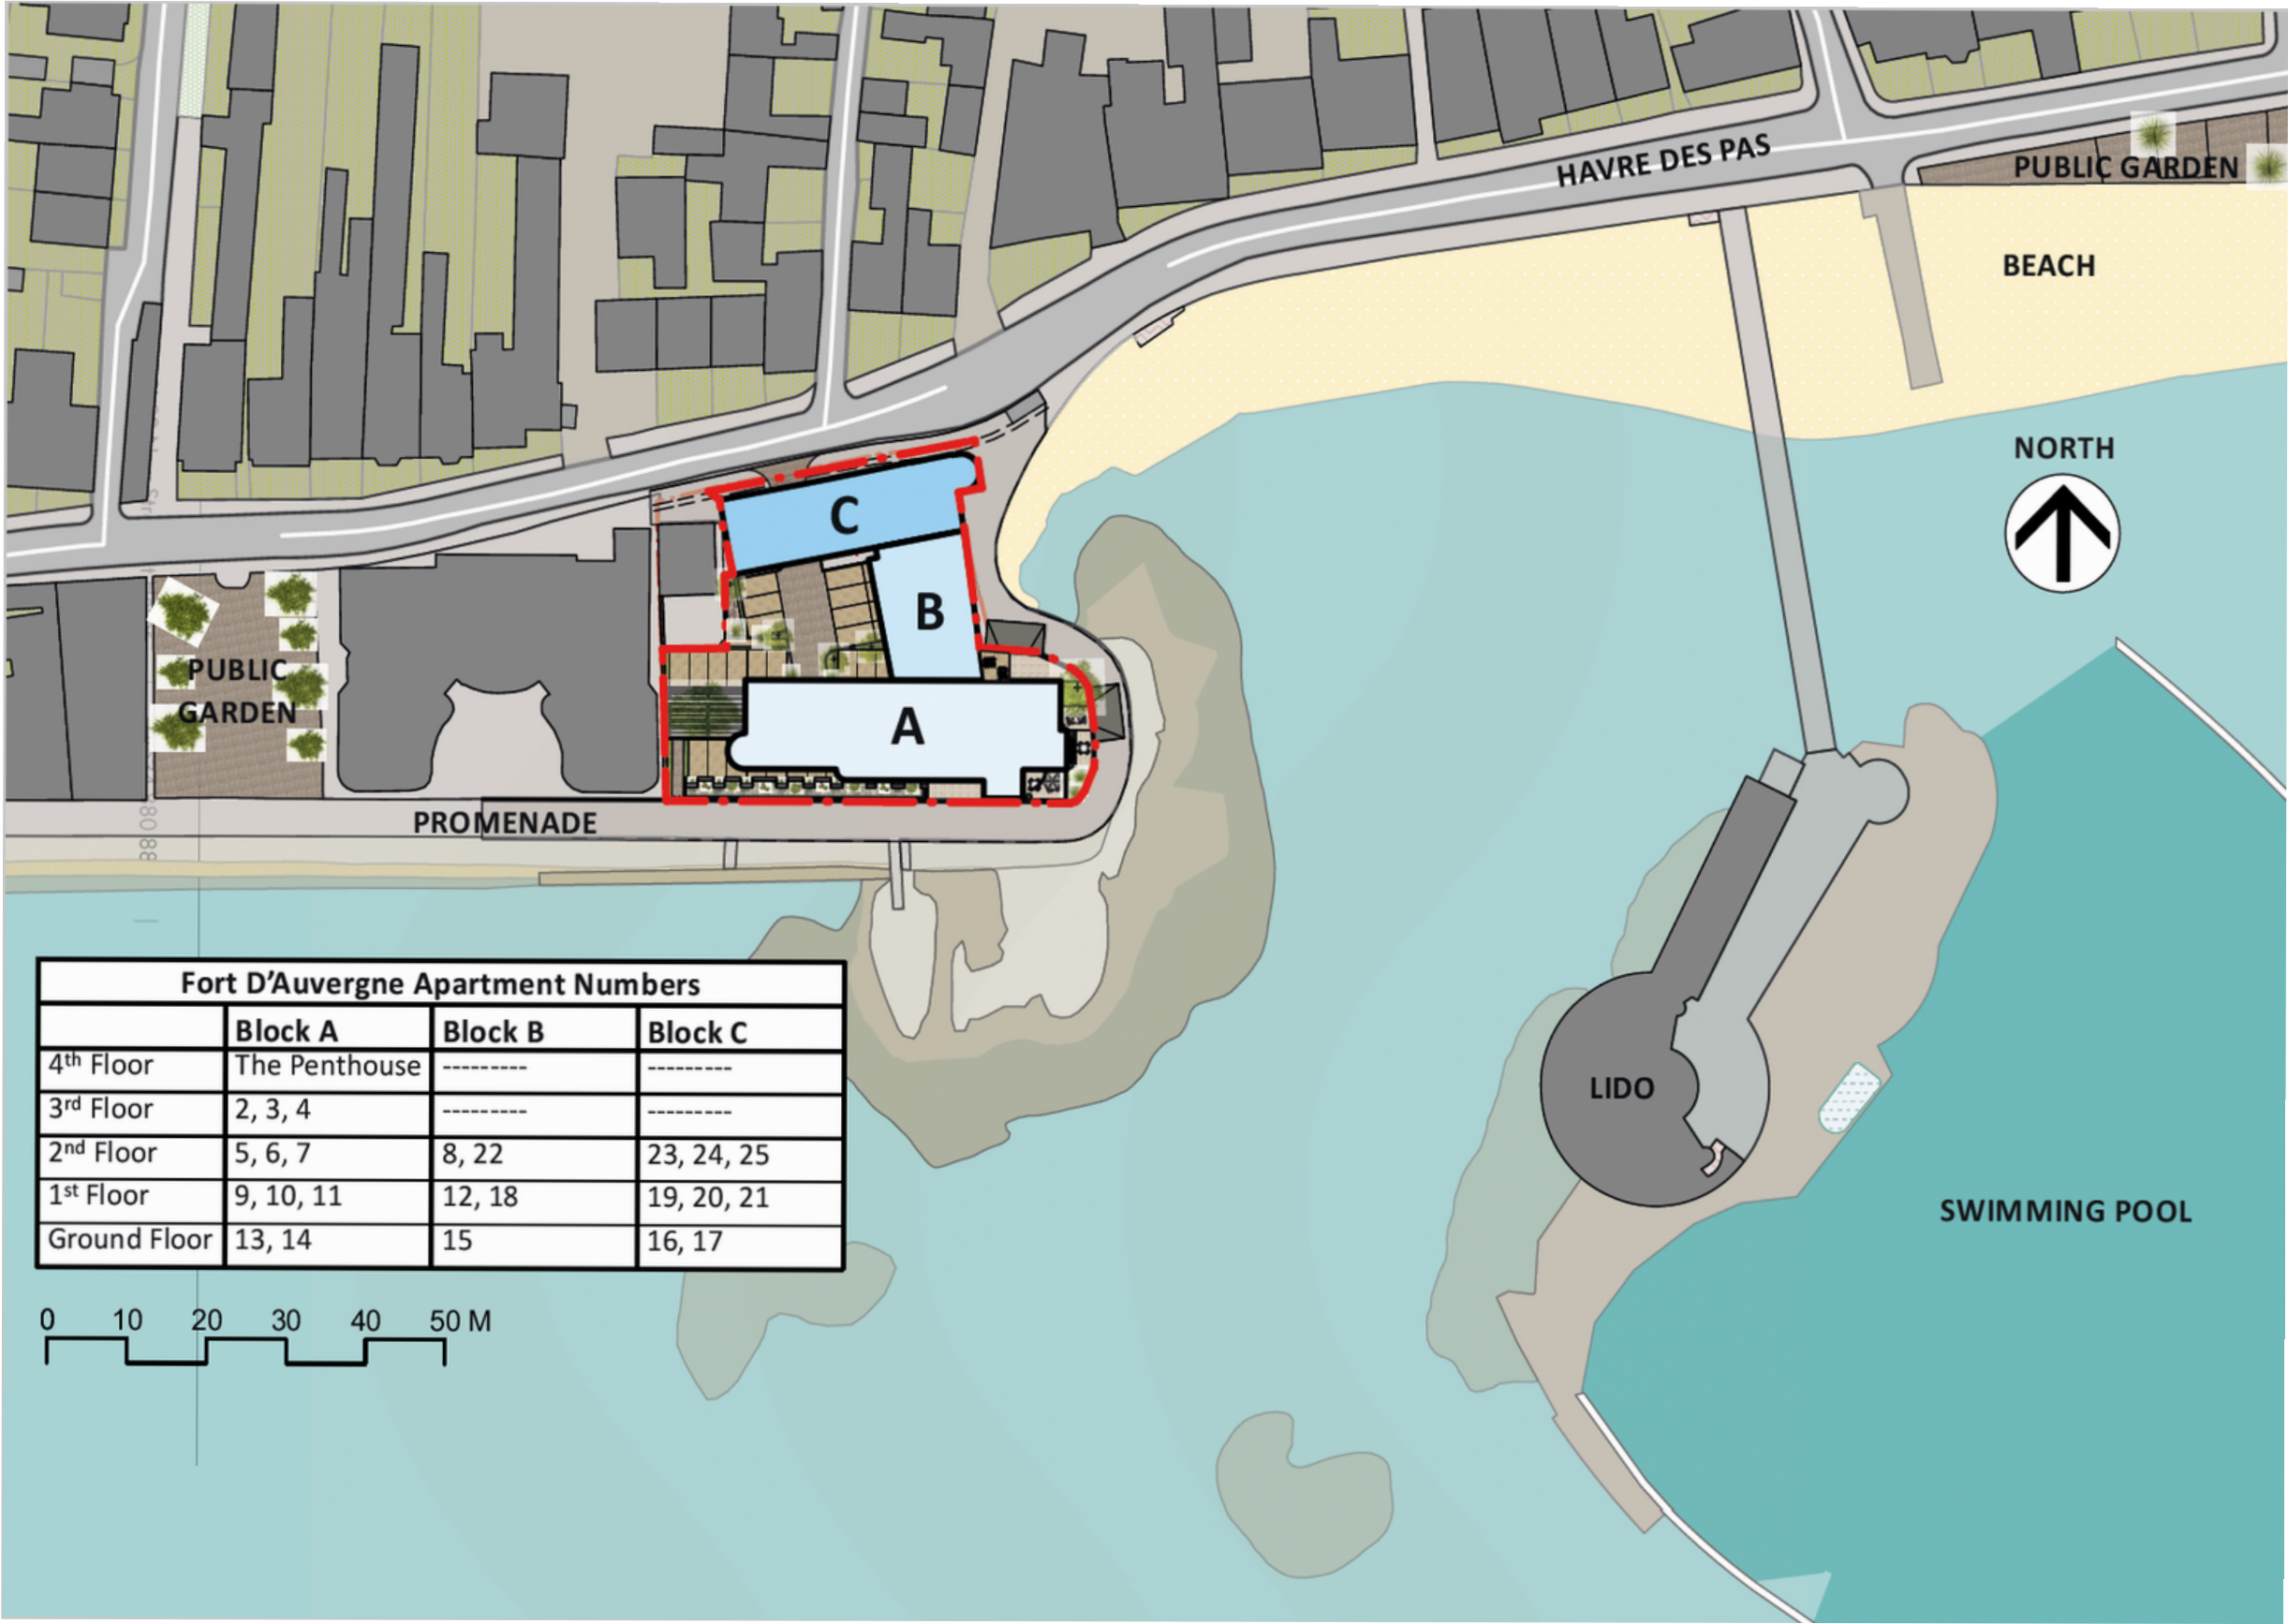 HAVRE DES PAS
PUBLIC GARDEN
BEACH
NORTH
C
B
A
PUBLIC
GARDEN
PROMENADE
LIDO
SWIMMING POOL
Fort D'Auvergne Apartment Numbers
Block A Block B Block C
4th Floor The Penthouse --------- ---------
3rd Floor 2, 3, 4 --------- ---------
2nd Floor 5, 6, 7 8, 22 23, 24, 25
1st Floor 9, 10, 11 12, 18 19, 20, 21
Ground Floor 13, 14 15 16, 17
0 10 20 30 40 50 M